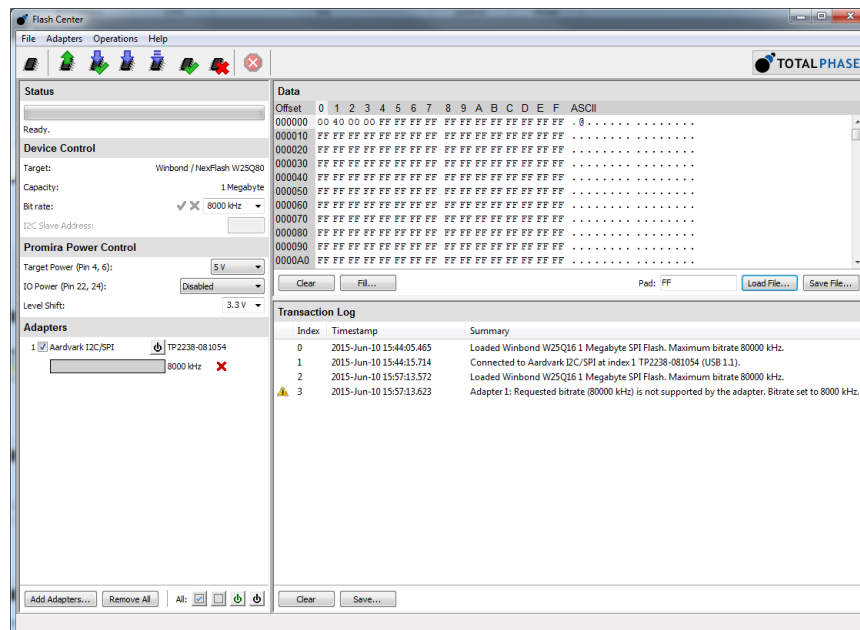 Flash Center
File Adapters Operations Help
TOTALPHASE
Status
Ready.
Device Control
Target: Winbond / NexFlash W25Q80
Capacity: 1 Megabyte
Bit rate: 8000 kHz
I2C Slave Address:
Promira Power Control
Target Power (Pin 4, 6): 5 V
IO Power (Pin 22, 24): Disabled
Level Shift: 3.3 V
Adapters
1 Aardvark I2C/SPI TP2238-081054
8000 kHz
Add Adapters... Remove All All:
Data
Offset 0 1 2 3 4 5 6 7 8 9 A B C D E F ASCII
000000 00 40 00 00 FF FF FF FF FF FF FF FF FF FF FF FF . @ . . . . . . . . . . . . . .
000010 FF FF FF FF FF FF FF FF FF FF FF FF FF FF FF FF . . . . . . . . . . . . . . . .
000020 FF FF FF FF FF FF FF FF FF FF FF FF FF FF FF FF . . . . . . . . . . . . . . . .
000030 FF FF FF FF FF FF FF FF FF FF FF FF FF FF FF FF . . . . . . . . . . . . . . . .
000040 FF FF FF FF FF FF FF FF FF FF FF FF FF FF FF FF . . . . . . . . . . . . . . . .
000050 FF FF FF FF FF FF FF FF FF FF FF FF FF FF FF FF . . . . . . . . . . . . . . . .
000060 FF FF FF FF FF FF FF FF FF FF FF FF FF FF FF FF . . . . . . . . . . . . . . . .
000070 FF FF FF FF FF FF FF FF FF FF FF FF FF FF FF FF . . . . . . . . . . . . . . . .
000080 FF FF FF FF FF FF FF FF FF FF FF FF FF FF FF FF . . . . . . . . . . . . . . . .
000090 FF FF FF FF FF FF FF FF FF FF FF FF FF FF FF FF . . . . . . . . . . . . . . . .
0000A0 FF FF FF FF FF FF FF FF FF FF FF FF FF FF FF FF . . . . . . . . . . . . . . . .
Clear Fill... Pad: FF Load File... Save File...
Transaction Log
Index Timestamp Summary
0 2015-Jun-10 15:44:05.465 Loaded Winbond W25Q16 1 Megabyte SPI Flash. Maximum bitrate 80000 kHz.
1 2015-Jun-10 15:44:15.714 Connected to Aardvark I2C/SPI at index 1 TP2238-081054 (USB 1.1).
2 2015-Jun-10 15:57:13.572 Loaded Winbond W25Q16 1 Megabyte SPI Flash. Maximum bitrate 80000 kHz.
3 2015-Jun-10 15:57:13.623 Adapter 1: Requested bitrate (80000 kHz) is not supported by the adapter. Bitrate set to 8000 kHz.
Clear Save...